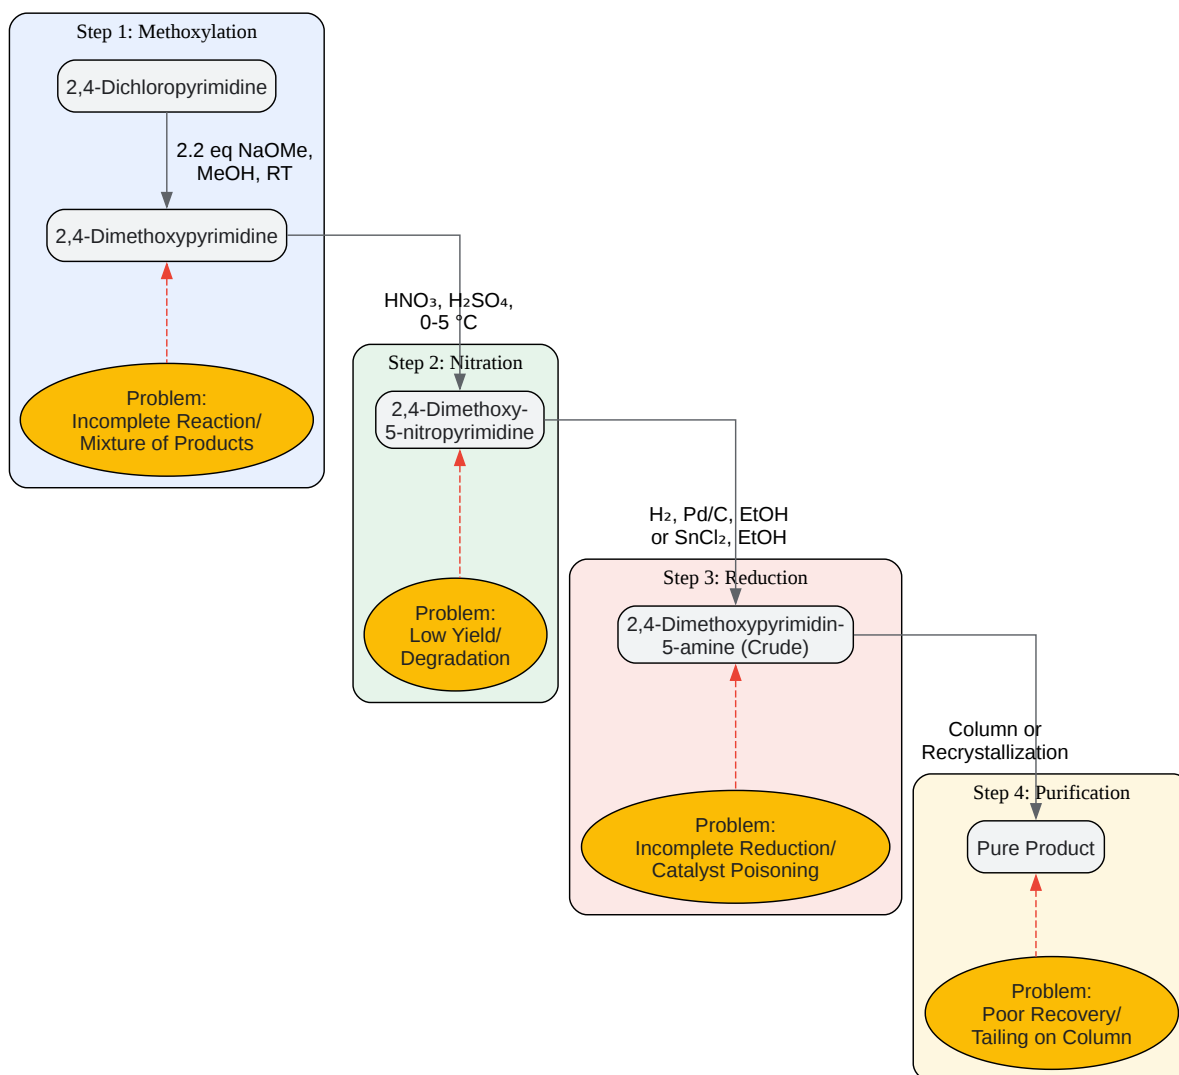 Step 1: Methoxylation
2,4-Dichloropyrimidine
2.2 eq NaOMe,
MeOH, RT
2,4-Dimethoxypyrimidine
Problem:
Incomplete Reaction/
Mixture of Products
HNO₃, H₂SO₄,
0-5 °C
Step 2: Nitration
2,4-Dimethoxy-
5-nitropyrimidine
Problem:
Low Yield/
Degradation
H₂, Pd/C, EtOH
or SnCl₂, EtOH
Step 3: Reduction
2,4-Dimethoxypyrimidin-
5-amine (Crude)
Problem:
Incomplete Reduction/
Catalyst Poisoning
Column or
Recrystallization
Step 4: Purification
Pure Product
Problem:
Poor Recovery/
Tailing on Column